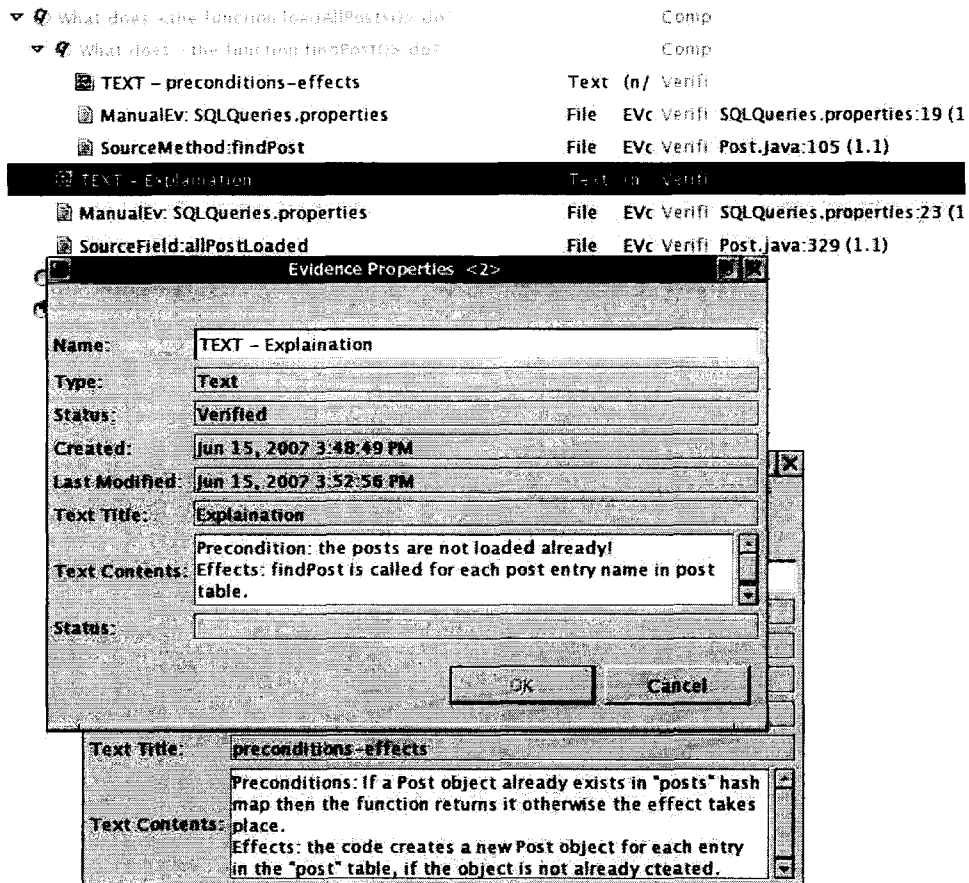 What does <the function loadAllPosts()> do? Comp
What does <the function findPost()> do? Comp
TEXT - preconditions-effects Text (n/ Verifi
ManualEv: SQLQueries.properties File EVc Verifi SQLQueries.properties:19 (1
SourceMethod:findPost File EVc Verifi Post.java:105 (1.1)
TEXT - Explaination Text (n Verifi
ManualEv: SQLQueries.properties File EVc Verifi SQLQueries.properties:23 (1
SourceField:allPostLoaded File EVc Verifi Post.java:329 (1.1)
Evidence Properties <2>
Name: TEXT - Explaination
Type: Text
Status: Verified
Created: Jun 15, 2007 3:48:49 PM
Last Modified: Jun 15, 2007 3:52:56 PM
Text Title: Explaination
Precondition: the posts are not loaded already!
Text Contents: Effects: findPost is called for each post entry name in post
table.
Status:
OK Cancel
Text Title: preconditions-effects
Preconditions: If a Post object already exists in "posts" hash
map then the function returns it otherwise the effect takes
Text Contents: place.
Effects: the code creates a new Post object for each entry
in the "post" table, if the object is not already cteated.